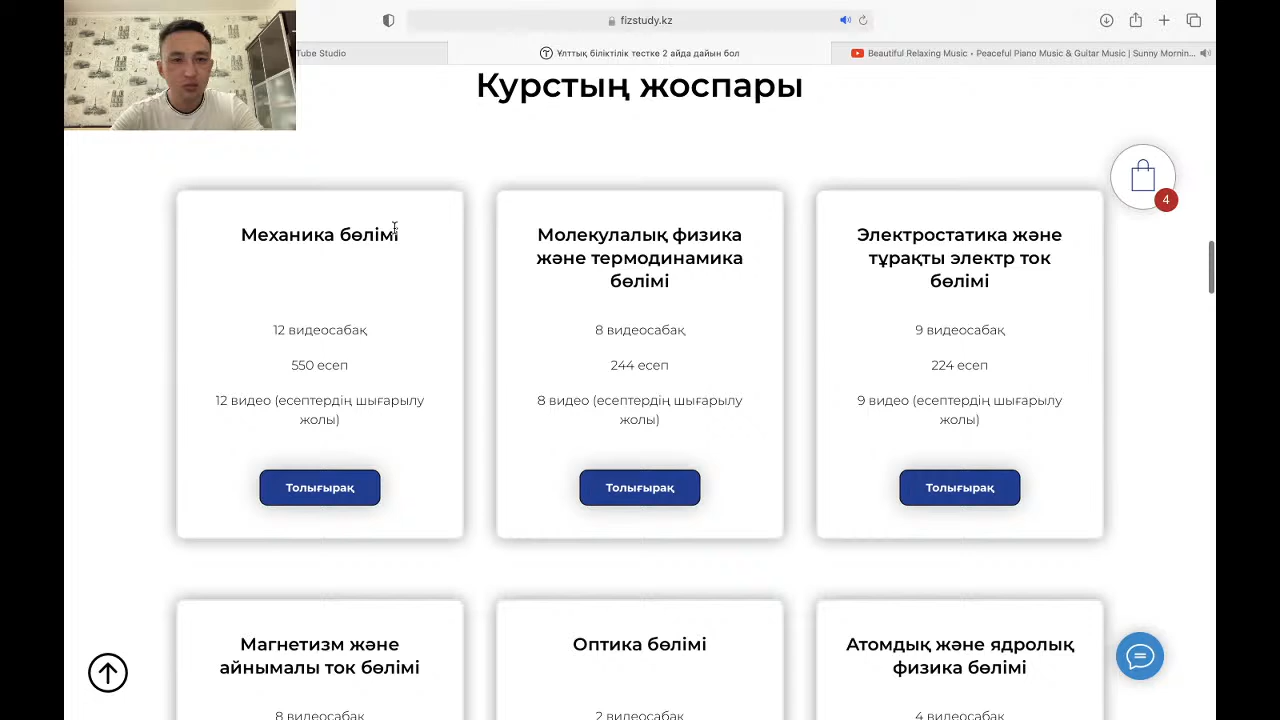 fizstudy.kz
Tube Studio
Ұлттық біліктілік тестке 2 айда дайын бол
Beautiful Relaxing Music • Peaceful Piano Music & Guitar Music | Sunny Mornin...
Курстың жоспары
4
Механика бөлімі
12 видеосабақ
550 есеп
12 видео (есептердің шығарылу
жолы)
Толығырақ
Молекулалық физика
және термодинамика
бөлімі
8 видеосабақ
244 есеп
8 видео (есептердің шығарылу
жолы)
Толығырақ
Электростатика және
тұрақты электр ток
бөлімі
9 видеосабақ
224 есеп
9 видео (есептердің шығарылу
жолы)
Толығырақ
Магнетизм және
айнымалы ток бөлімі
8 видеосабақ
Оптика бөлімі
2 видеосабақ
Атомдық және ядролық
физика бөлімі
4 видеосабақ